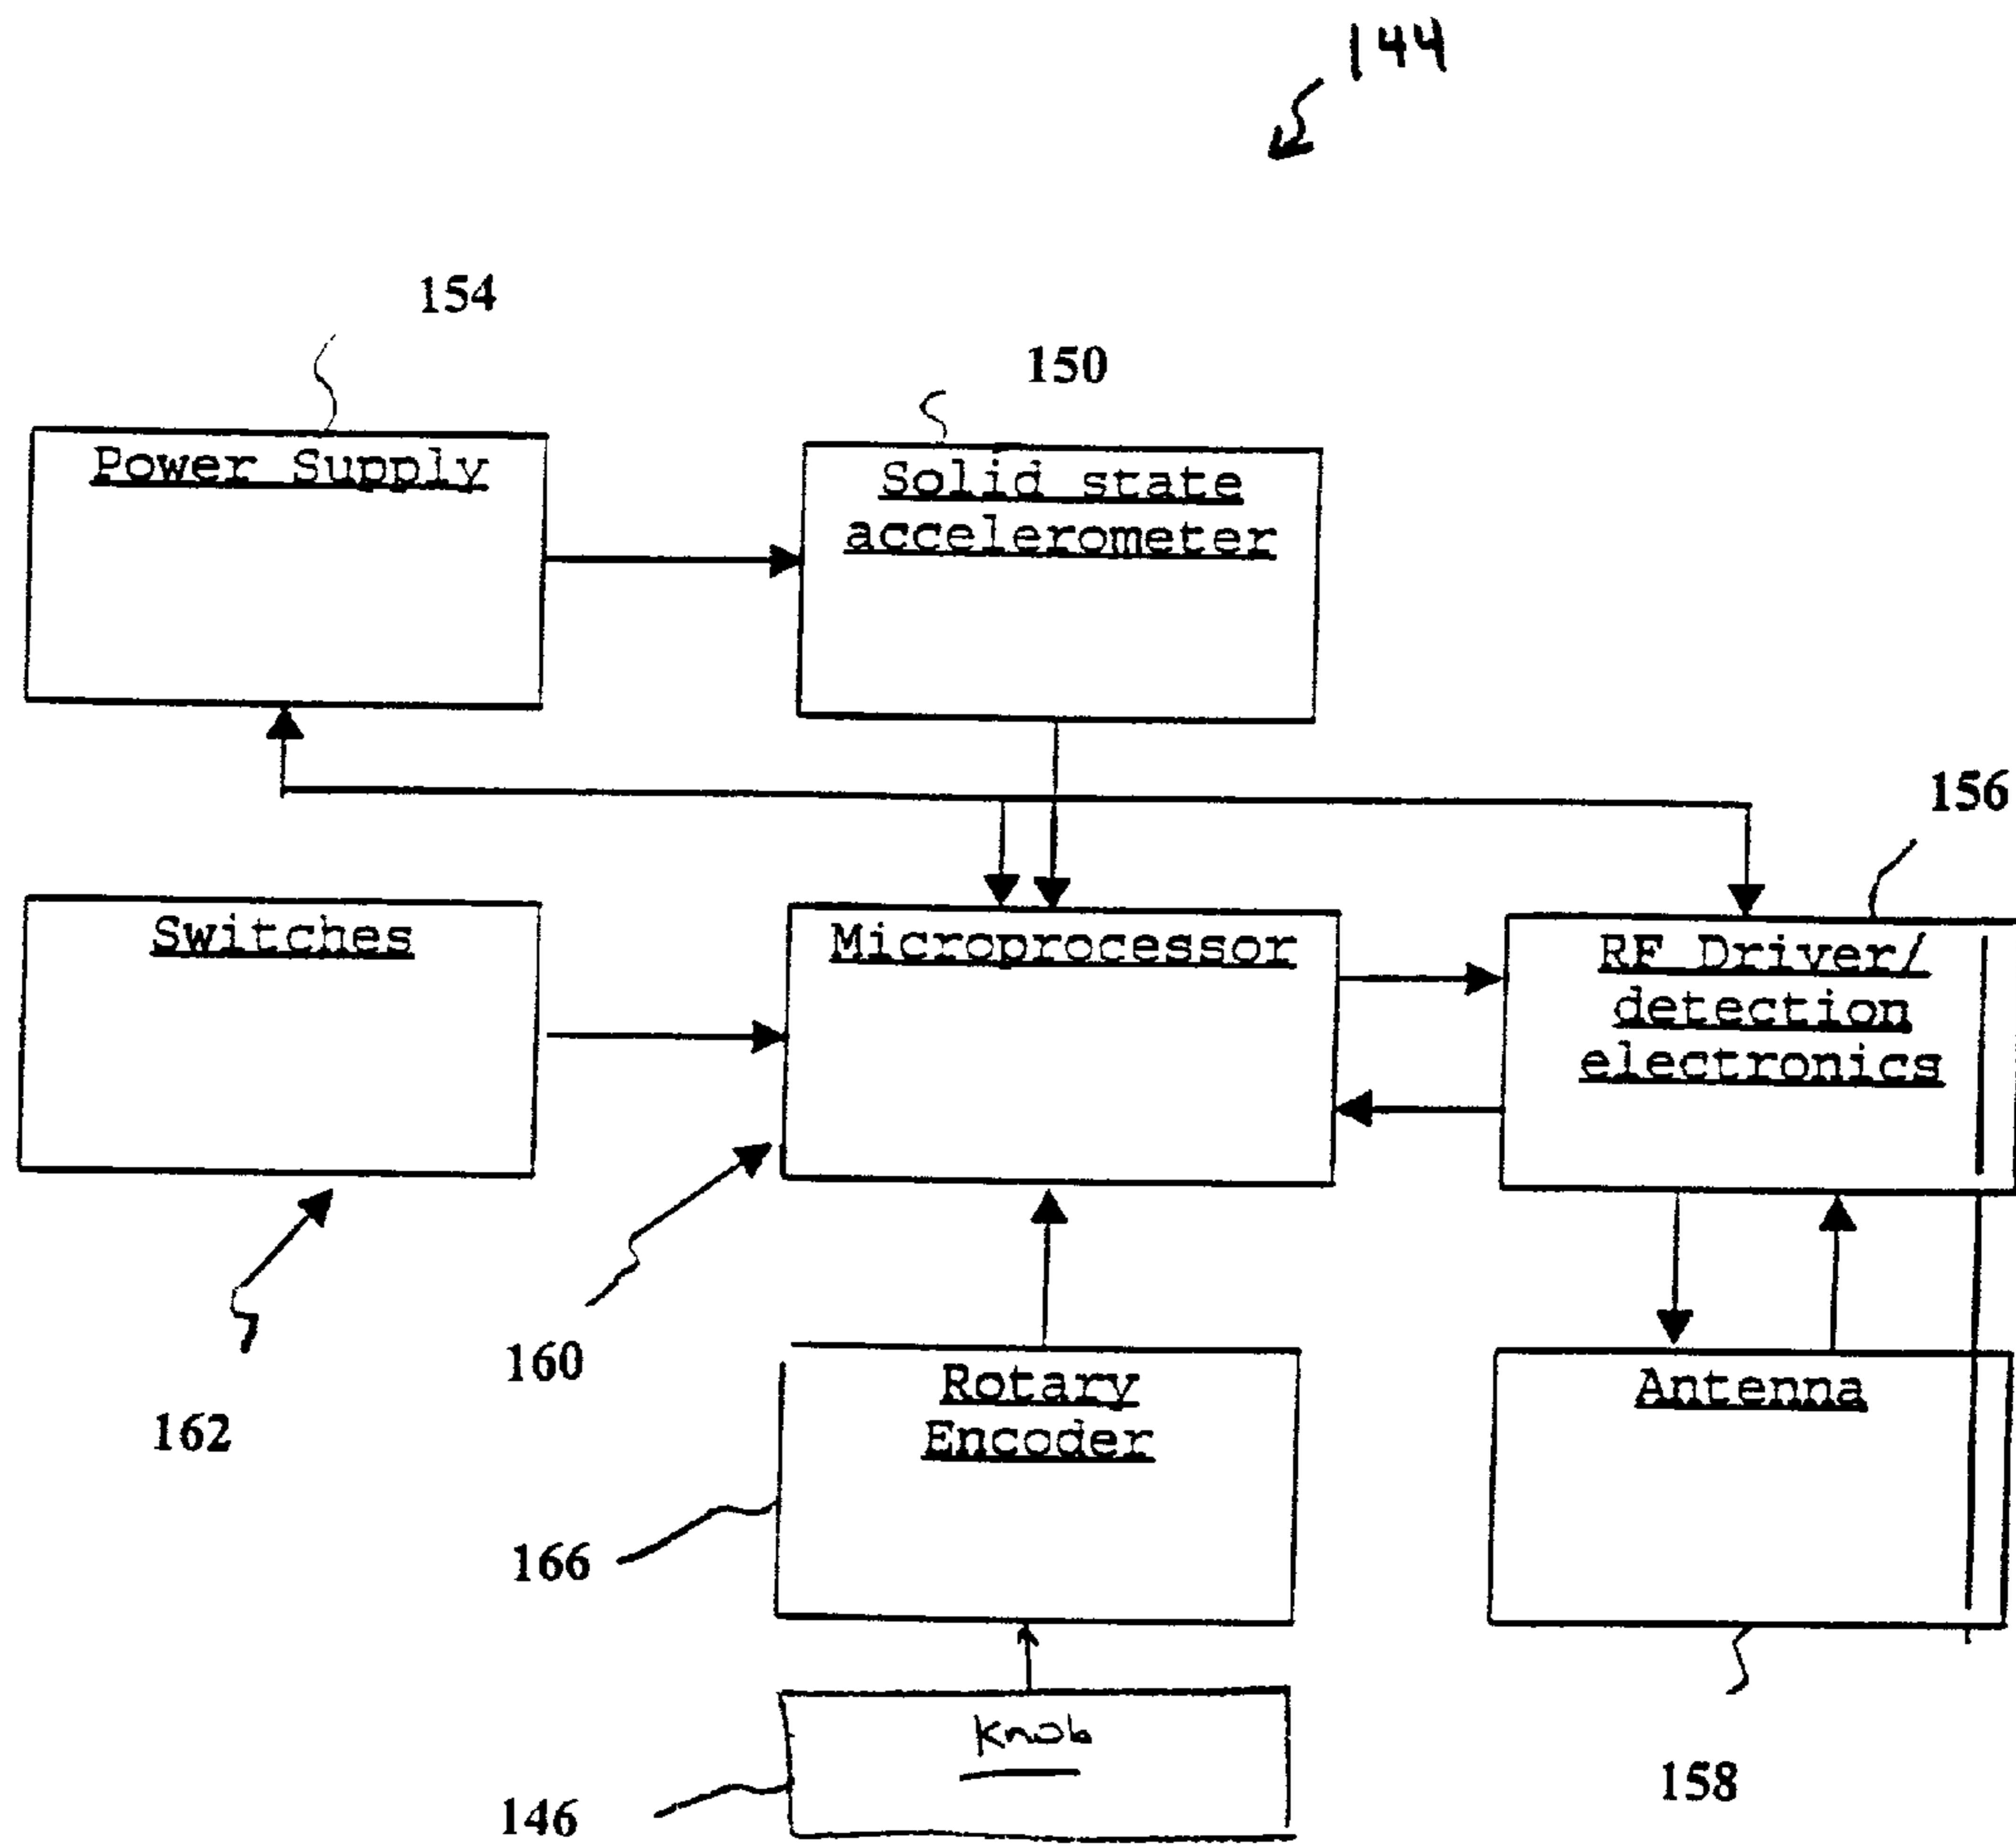 144
154
150
Power Supply
Solid state
accelerometer
156
Switches
Microprocessor
RF Driver/
detection
electronics
160
162
Rotary
Encoder
Antenna
166
Knob
146
158